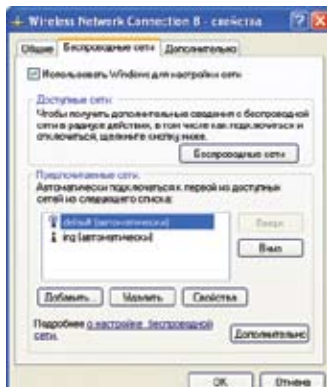 Wireless Network Connection 8 - свойства
Общие Беспроводные сети Дополнительно
Использовать Windows для настройки сети
Доступные сети:
Чтобы получить дополнительные сведения о беспроводной
сети в радиусе действия, в том числе как подключиться и
отключиться, щелкните кнопку ниже.
Беспроводные сети
Предпочитаемые сети:
Автоматически подключаться к первой из доступных
сетей из следующего списка:
default (автоматически)
ing (автоматически)
Вверх
Вниз
Добавить... Удалить Свойства
Подробнее о настройке беспроводной
сети.
Дополнительно
OK Отмена